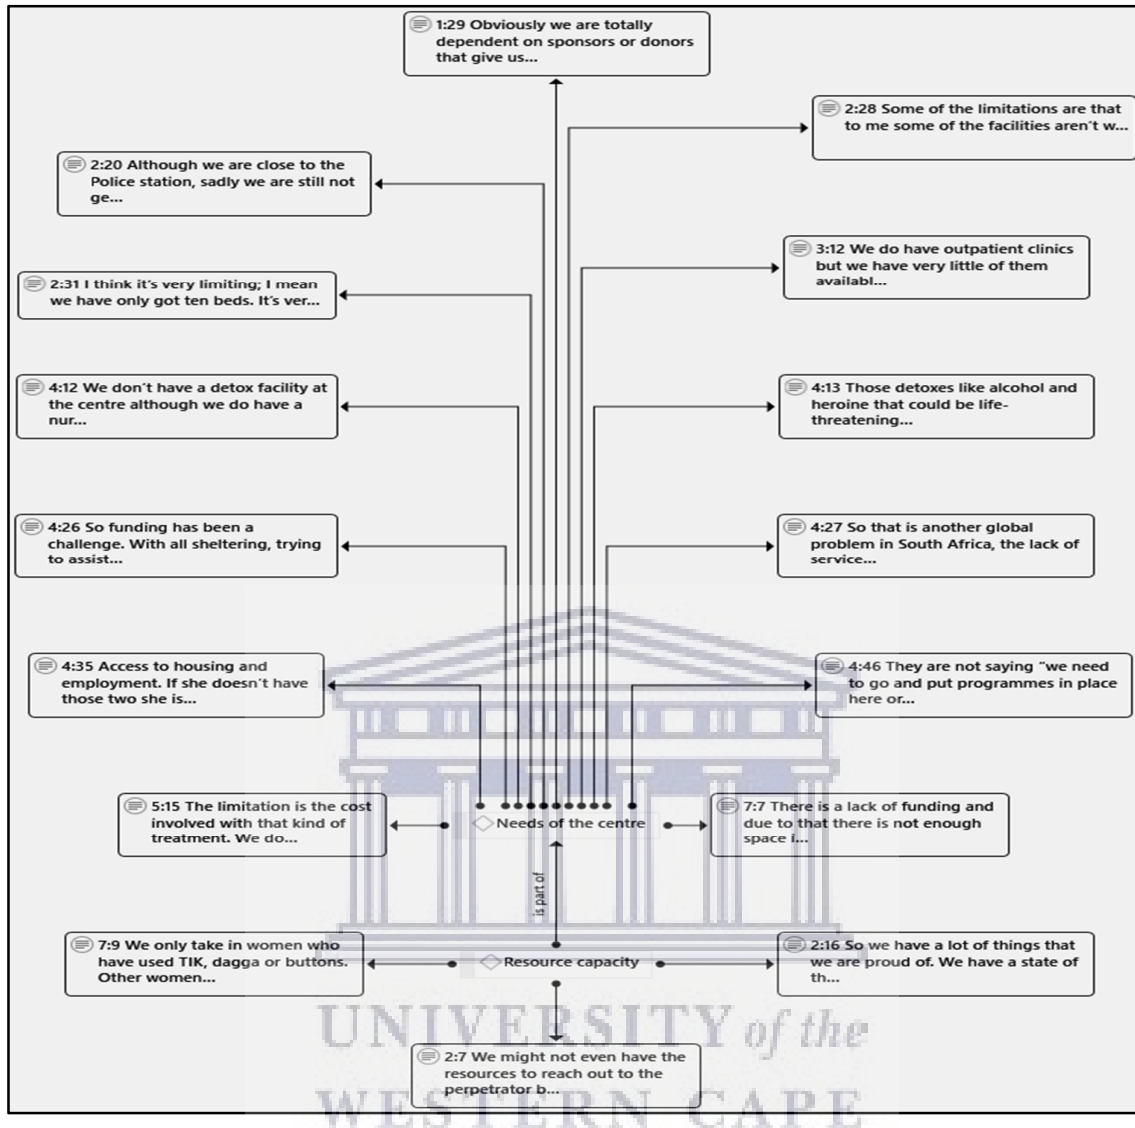 1:29 Obviously we are totally
dependent on sponsors or donors
that give us...
2:28 Some of the limitations are that
to me some of the facilities aren't w...
2:20 Although we are close to the
Police station, sadly we are still not
ge...
3:12 We do have outpatient clinics
but we have very little of them
availabl...
2:31 I think it's very limiting; I mean
we have only got ten beds. It's ver...
4:12 We don't have a detox facility at
the centre although we do have a
nur...
4:13 Those detoxes like alcohol and
heroine that could be life-
threatening...
4:26 So funding has been a
challenge. With all sheltering, trying
to assist...
4:27 So that is another global
problem in South Africa, the lack of
service...
4:35 Access to housing and
employment. If she doesn't have
those two she is...
4:46 They are not saying "we need
to go and put programmes in place
here or...
5:15 The limitation is the cost
involved with that kind of
treatment. We do...
Needs of the centre
7:7 There is a lack of funding and
due to that there is not enough
space i...
is part of
7:9 We only take in women who
have used TIK, dagga or buttons.
Other women...
Resource capacity
2:16 So we have a lot of things that
we are proud of. We have a state of
th...
UNIVERSITY of the
2:7 We might not even have the
resources to reach out to the
perpetrator b...
WESTERN CAPE